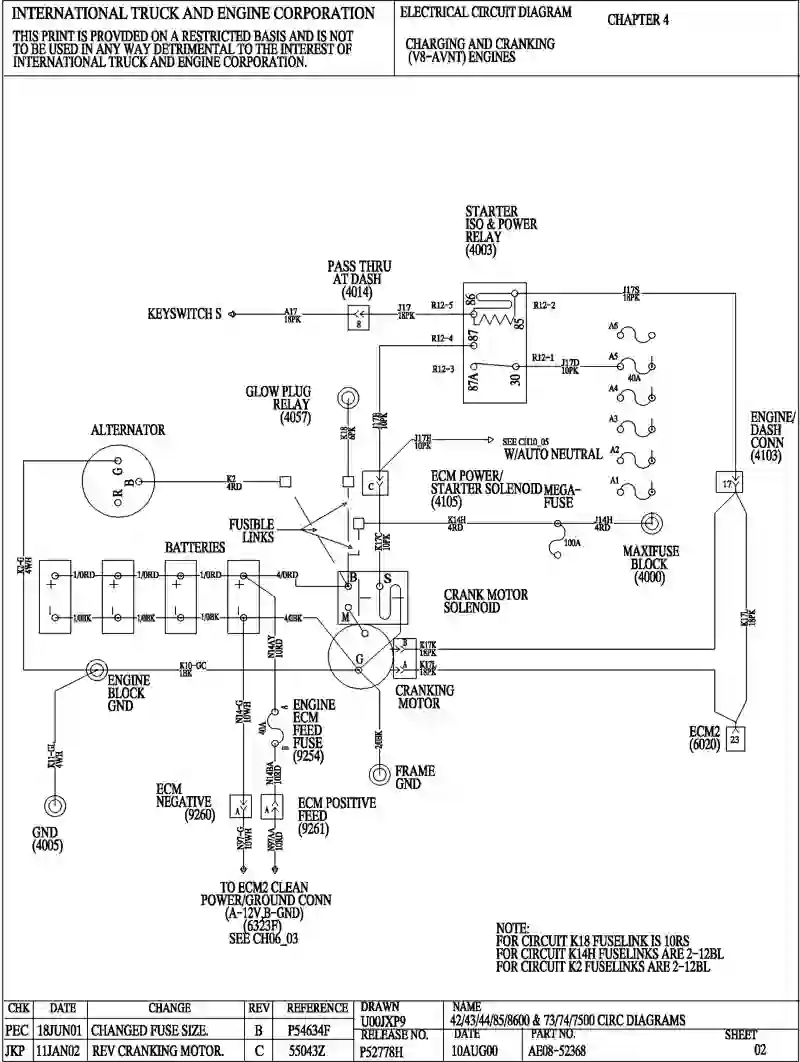 INTERNATIONAL TRUCK AND ENGINE CORPORATION
THIS PRINT IS PROVIDED ON A RESTRICTED BASIS AND IS NOT
TO BE USED IN ANY WAY DETRIMENTAL TO THE INTEREST OF
INTERNATIONAL TRUCK AND ENGINE CORPORATION.
ELECTRICAL CIRCUIT DIAGRAM
CHAPTER 4
CHARGING AND CRANKING
(V8-AVNT) ENGINES
STARTER
ISO & POWER
RELAY
(4003)
PASS THRU
AT DASH
(4014)
KEYSWITCH S
A17
18PK
8
J17
18PK
R12-5
86
85
R12-2
J17S
18PK
R12-4
87
R12-3
87A
30
R12-1
J17D
10PK
A6
A5
40A
A4
A3
A2
A1
GLOW PLUG
RELAY
(4057)
K18
6PK
J17E
10PK
SEE CH10_05
W/AUTO NEUTRAL
ENGINE/
DASH
CONN
(4103)
17
ALTERNATOR
G
B
R
K2
4RD
C
ECM POWER/
STARTER SOLENOID
(4105)
MEGA-
FUSE
FUSIBLE
LINKS
K14H
4RD
100A
J14H
4RD
MAXIFUSE
BLOCK
(4000)
K17C
10PK
BATTERIES
K2-G
4WH
1/0RD
1/0RD
1/0RD
4/0RD
+
+
+
+
-
-
-
-
1/0BK
1/0BK
1/0BK
4/0BK
B
S
M
CRANK MOTOR
SOLENOID
G
B
A
K17K
18PK
K17L
18PK
K17L
18PK
CRANKING
MOTOR
K10-GC
1BK
ENGINE
BLOCK
GND
K11-GL
4WH
GND
(4005)
N14AY
10RD
N14-G
10WH
40A
A
B
ENGINE
ECM
FEED
FUSE
(9254)
N14BA
10RD
2/0BK
FRAME
GND
ECM2
(6020)
23
ECM
NEGATIVE
(9260)
A
A
ECM POSITIVE
FEED
(9261)
N97-G
10WH
N97AA
10RD
TO ECM2 CLEAN
POWER/GROUND CONN
(A-12V,B-GND)
(6323F)
SEE CH06_03
NOTE:
FOR CIRCUIT K18 FUSELINK IS 10RS
FOR CIRCUIT K14H FUSELINKS ARE 2-12BL
FOR CIRCUIT K2 FUSELINKS ARE 2-12BL
CHK DATE CHANGE REV REFERENCE
PEC 18JUN01 CHANGED FUSE SIZE. B P54634F
JKP 11JAN02 REV CRANKING MOTOR. C 55043Z
DRAWN
U00JXP9
RELEASE NO.
P52778H
NAME
42/43/44/85/8600 & 73/74/7500 CIRC DIAGRAMS
DATE
10AUG00
PART NO.
AE08-52368
SHEET
02